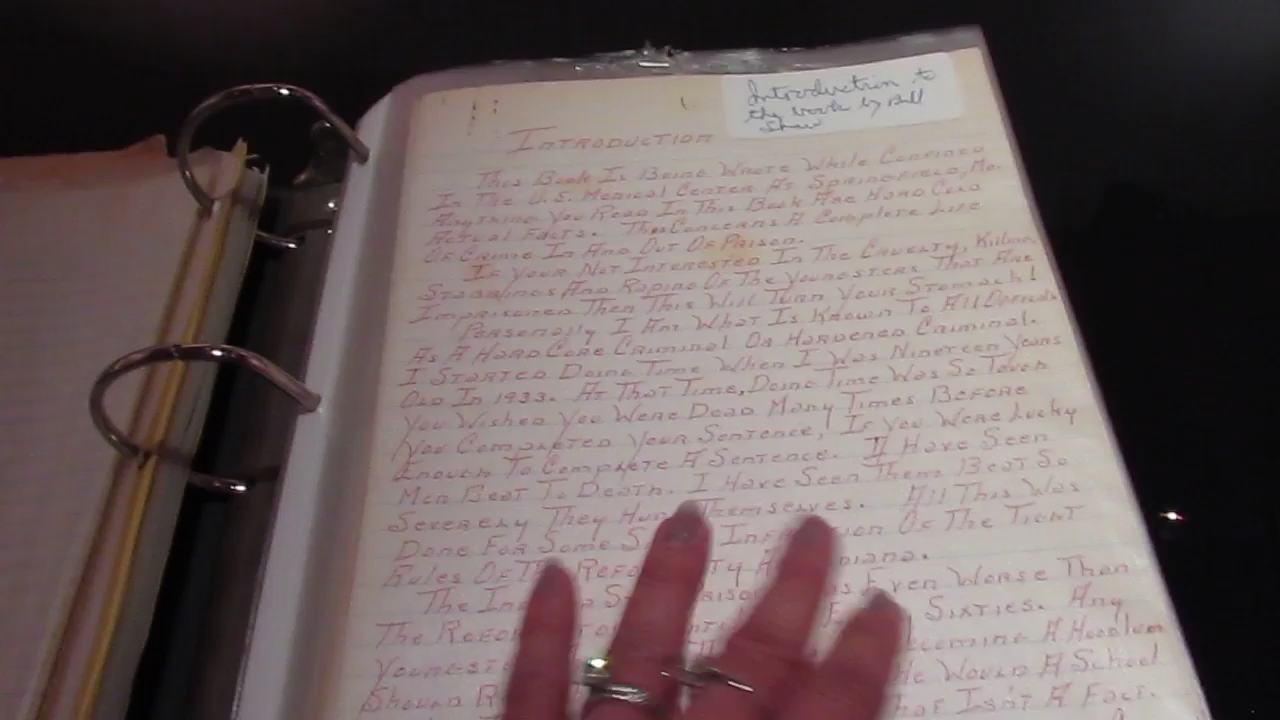 Introduction to
the book by Bill
Shaw
INTRODUCTION
THIS BOOK IS BEING WROTE WHILE CONFINED
IN THE U.S. MEDICAL CENTER AT SPRINGFIELD, MO.
ANYTHING YOU READ IN THIS BOOK ARE HARD COLD
ACTUAL FACTS. THIS CONCERNS A COMPLETE LIFE
OF CRIME IN AND OUT OF PRISON.
IF YOUR NOT INTERESTED IN THE CRUELTY, KILLING,
STABBINGS AND RAPING OF THE YOUNGSTERS THAT ARE
IMPRISONED THEN THIS WILL TURN YOUR STOMACH!
PERSONALLY I AM WHAT IS KNOWN TO ALL
AS A HARD CORE CRIMINAL OR HARDENED CRIMINAL.
I STARTED DOING TIME WHEN I WAS NINETEEN YEARS
OLD IN 1933. AT THAT TIME, DOING TIME WAS SO TOUGH
YOU WISHED YOU WERE DEAD MANY TIMES BEFORE
YOU COMPLETED YOUR SENTENCE, IF YOU WERE LUCKY
ENOUGH TO COMPLETE A SENTENCE. I HAVE SEEN
MEN BEAT TO DEATH. I HAVE SEEN THEM BEAT SO
SEVERELY THEY HUNG THEMSELVES. ALL THIS WAS
DONE FOR SOME OF THE TIGHT
RULES OF THE
THE EVEN WORSE THAN
THE SIXTIES. ANY
A HOODLUM
HE WOULD A SCHOOL
SHOULD ISN'T A FACT.